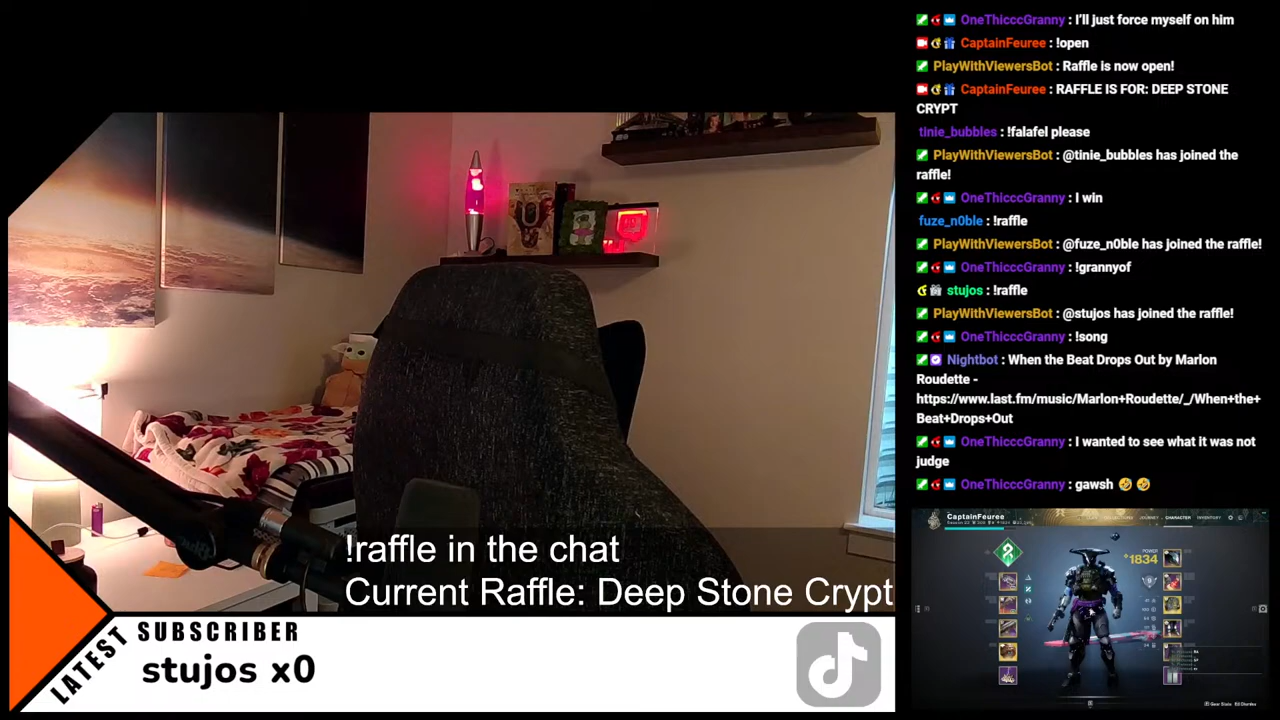 OneThicccGranny : I'll just force myself on him
CaptainFeuree : !open
PlayWithViewersBot : Raffle is now open!
CaptainFeuree : RAFFLE IS FOR: DEEP STONE
CRYPT
tinie_bubbles : !falafel please
PlayWithViewersBot : @tinie_bubbles has joined the
raffle!
OneThicccGranny : I win
fuze_n0ble : !raffle
PlayWithViewersBot : @fuze_n0ble has joined the raffle!
OneThicccGranny : !grannyof
stujos : !raffle
PlayWithViewersBot : @stujos has joined the raffle!
OneThicccGranny : !song
Nightbot : When the Beat Drops Out by Marlon
Roudette -
https://www.last.fm/music/Marlon+Roudette/_/When+the+
Beat+Drops+Out
OneThicccGranny : I wanted to see what it was not
judge
OneThicccGranny : gawsh 🤣 🤣
!raffle in the chat
Current Raffle: Deep Stone Crypt
LATEST SUBSCRIBER
stujos x0
CaptainFeuree
JOURNEY CHARACTER INVENTORY
POWER
1834